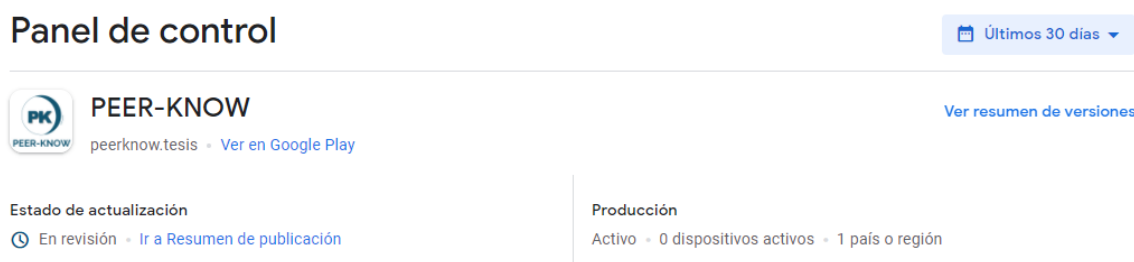 Panel de control
Últimos 30 días
PK
PEER-KNOW
PEER-KNOW
Ver resumen de versiones
peerknow.tesis • Ver en Google Play
Estado de actualización
En revisión • Ir a Resumen de publicación
Producción
Activo • 0 dispositivos activos • 1 país o región